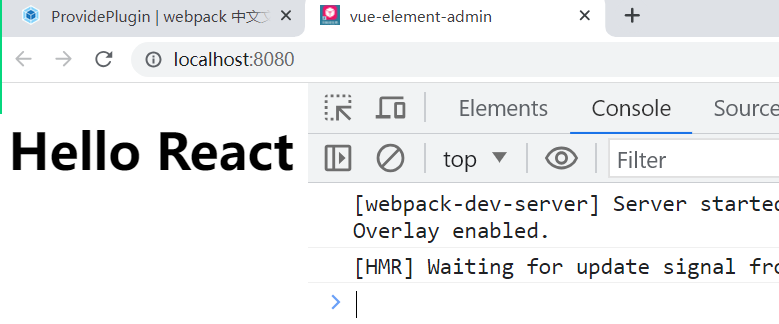 ProvidePlugin | webpack 中文
vue-element-admin
localhost:8080
Hello React
Elements Console Source
top Filter
[webpack-dev-server] Server started
Overlay enabled.
[HMR] Waiting for update signal fro